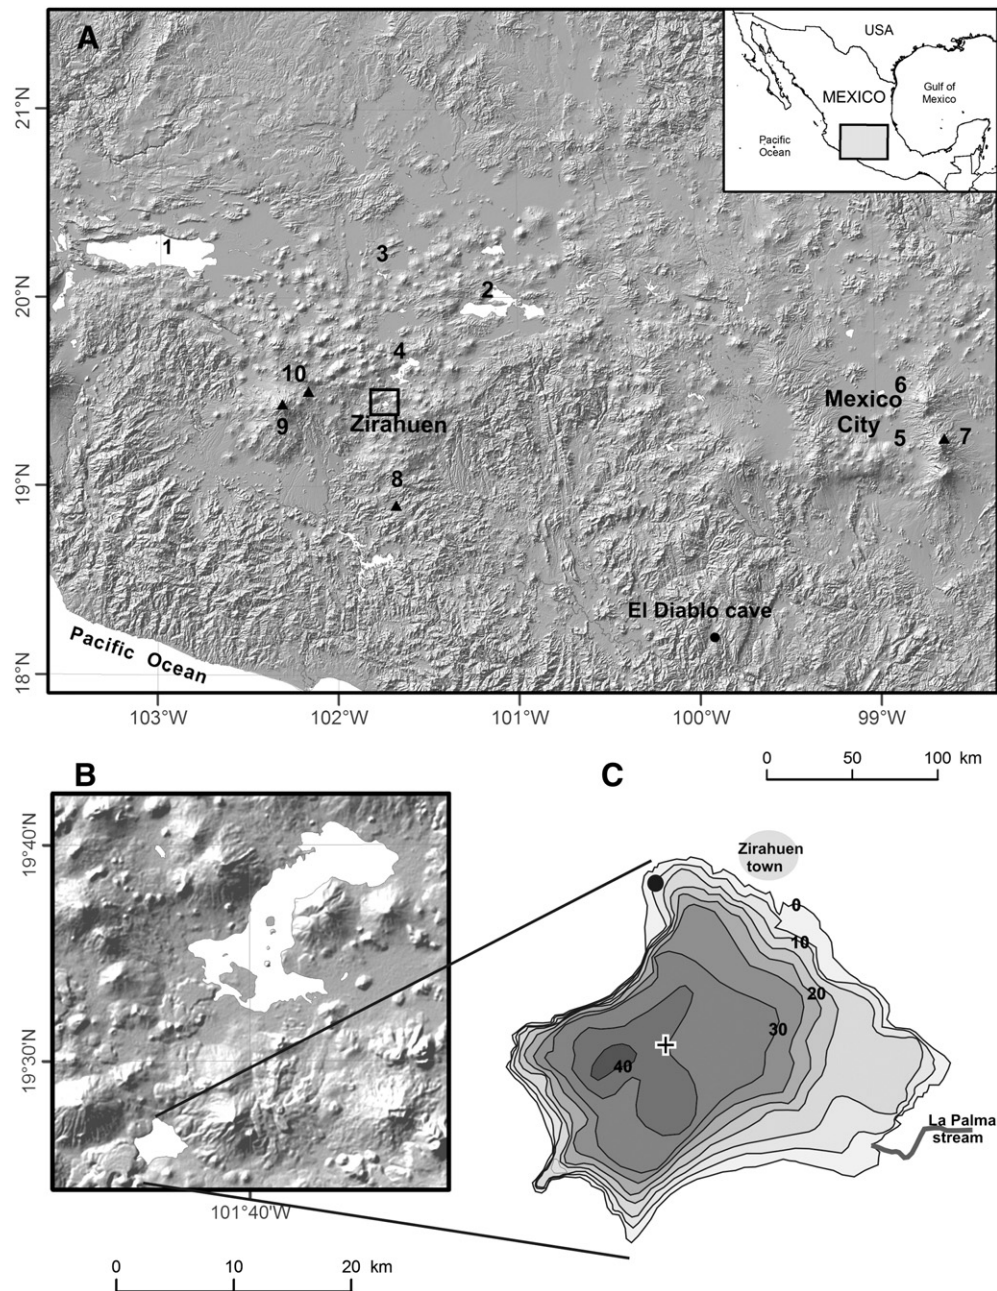 A
USA
MEXICO
Gulf of
Mexico
Pacific
Ocean
21°N
20°N
19°N
18°N
1
3
2
4
10
9
Zirahuen
8
6
Mexico
City
5
7
El Diablo cave
Pacific Ocean
103°W
102°W
101°W
100°W
99°W
0 50 100 km
B
19°40'N
19°30'N
101°40'W
0 10 20 km
C
Zirahuen
town
0
10
20
30
40
La Palma
stream